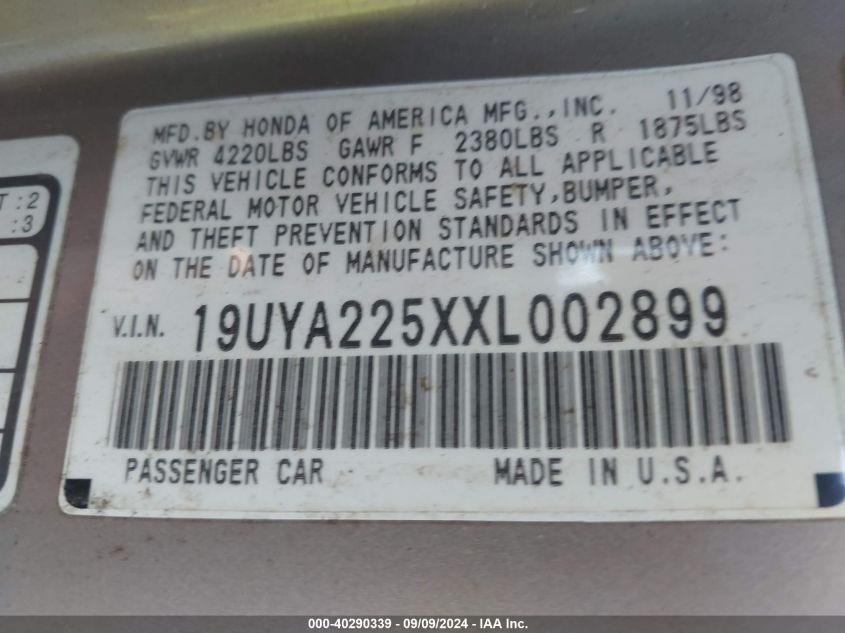 MFD.BY HONDA OF AMERICA MFG.,INC. 11/98
GVWR 4220LBS GAWR F 2380LBS R 1875LBS
THIS VEHICLE CONFORMS TO ALL APPLICABLE
FEDERAL MOTOR VEHICLE SAFETY,BUMPER,
AND THEFT PREVENTION STANDARDS IN EFFECT
ON THE DATE OF MANUFACTURE SHOWN ABOVE:
V.I.N. 19UYA225XXL002899
PASSENGER CAR MADE IN U.S.A.
T :2
:3
000-40290339 - 09/09/2024 - IAA Inc.